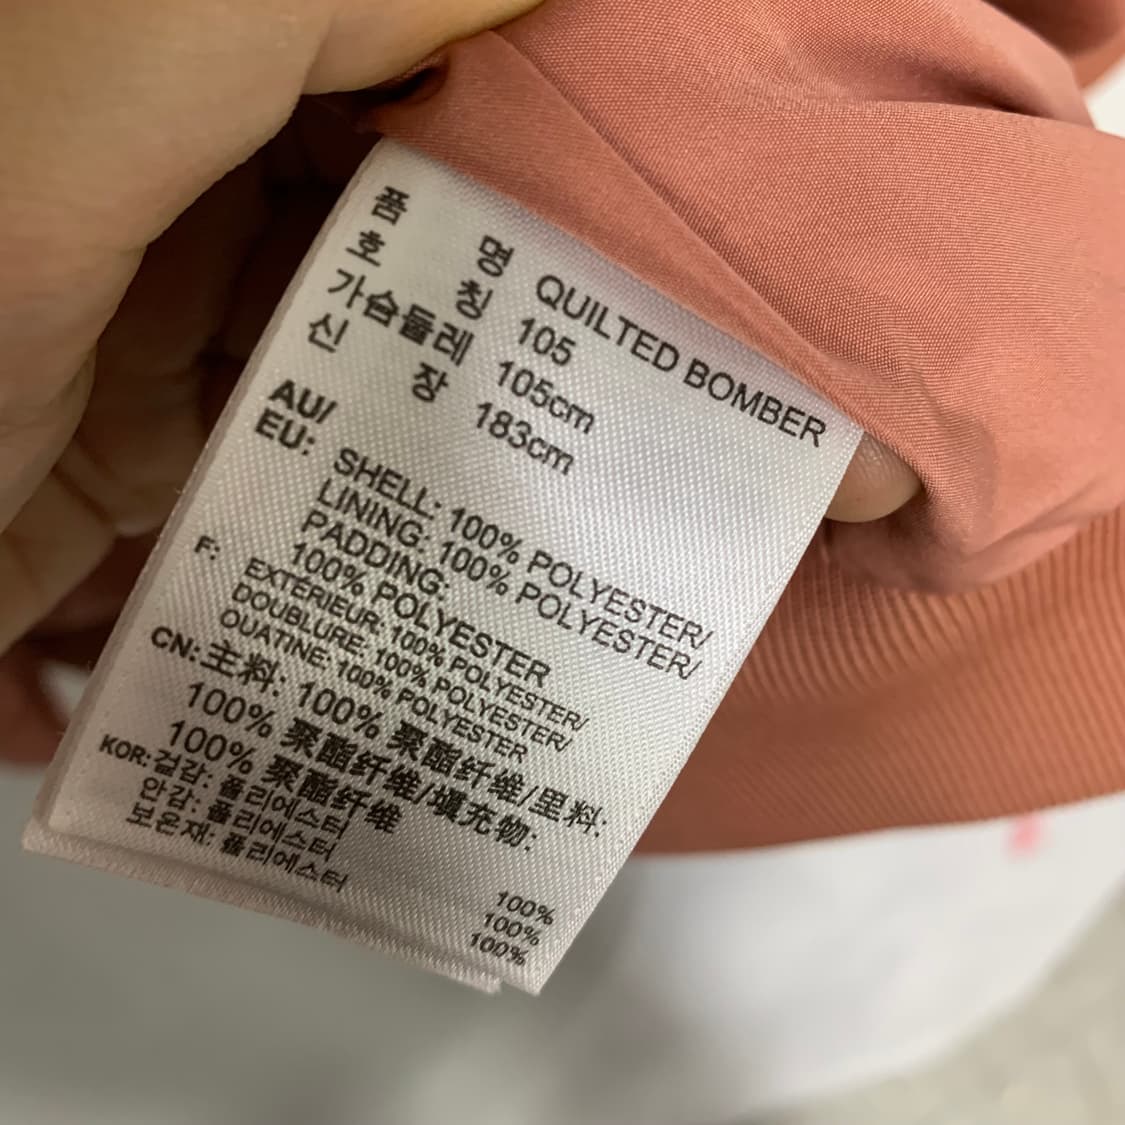 품 명 QUILTED BOMBER
호 칭 105
가슴둘레 105cm
신 장 183cm
AU/
EU: SHELL: 100% POLYESTER/
LINING: 100% POLYESTER/
PADDING:
100% POLYESTER
F: EXTÉRIEUR: 100% POLYESTER/
DOUBLURE: 100% POLYESTER/
OUATINE: 100% POLYESTER
CN: 主料: 100% 聚酯纤维/里料:
100% 聚酯纤维/填充物:
100% 聚酯纤维
KOR: 겉감: 폴리에스터 100%
안감: 폴리에스터 100%
보온재: 폴리에스터 100%